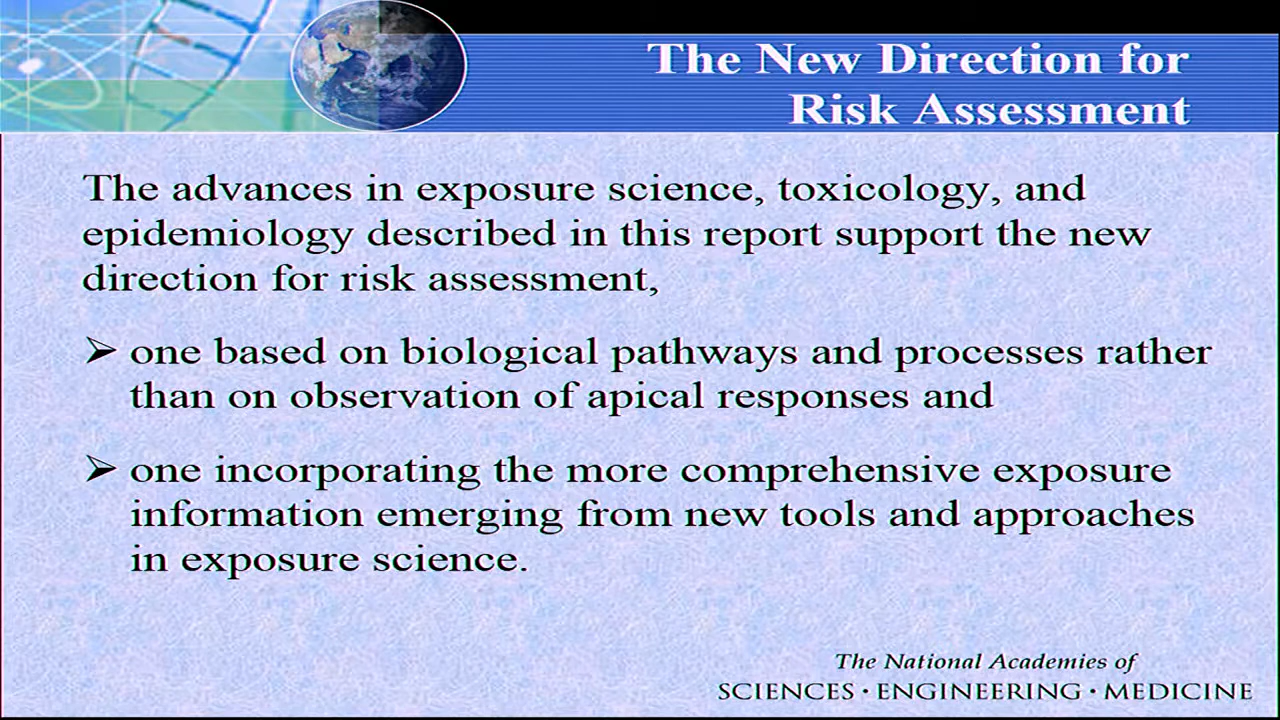 The New Direction for
Risk Assessment
The advances in exposure science, toxicology, and
epidemiology described in this report support the new
direction for risk assessment,
➢ one based on biological pathways and processes rather
than on observation of apical responses and
➢ one incorporating the more comprehensive exposure
information emerging from new tools and approaches
in exposure science.
The National Academies of
SCIENCES · ENGINEERING · MEDICINE